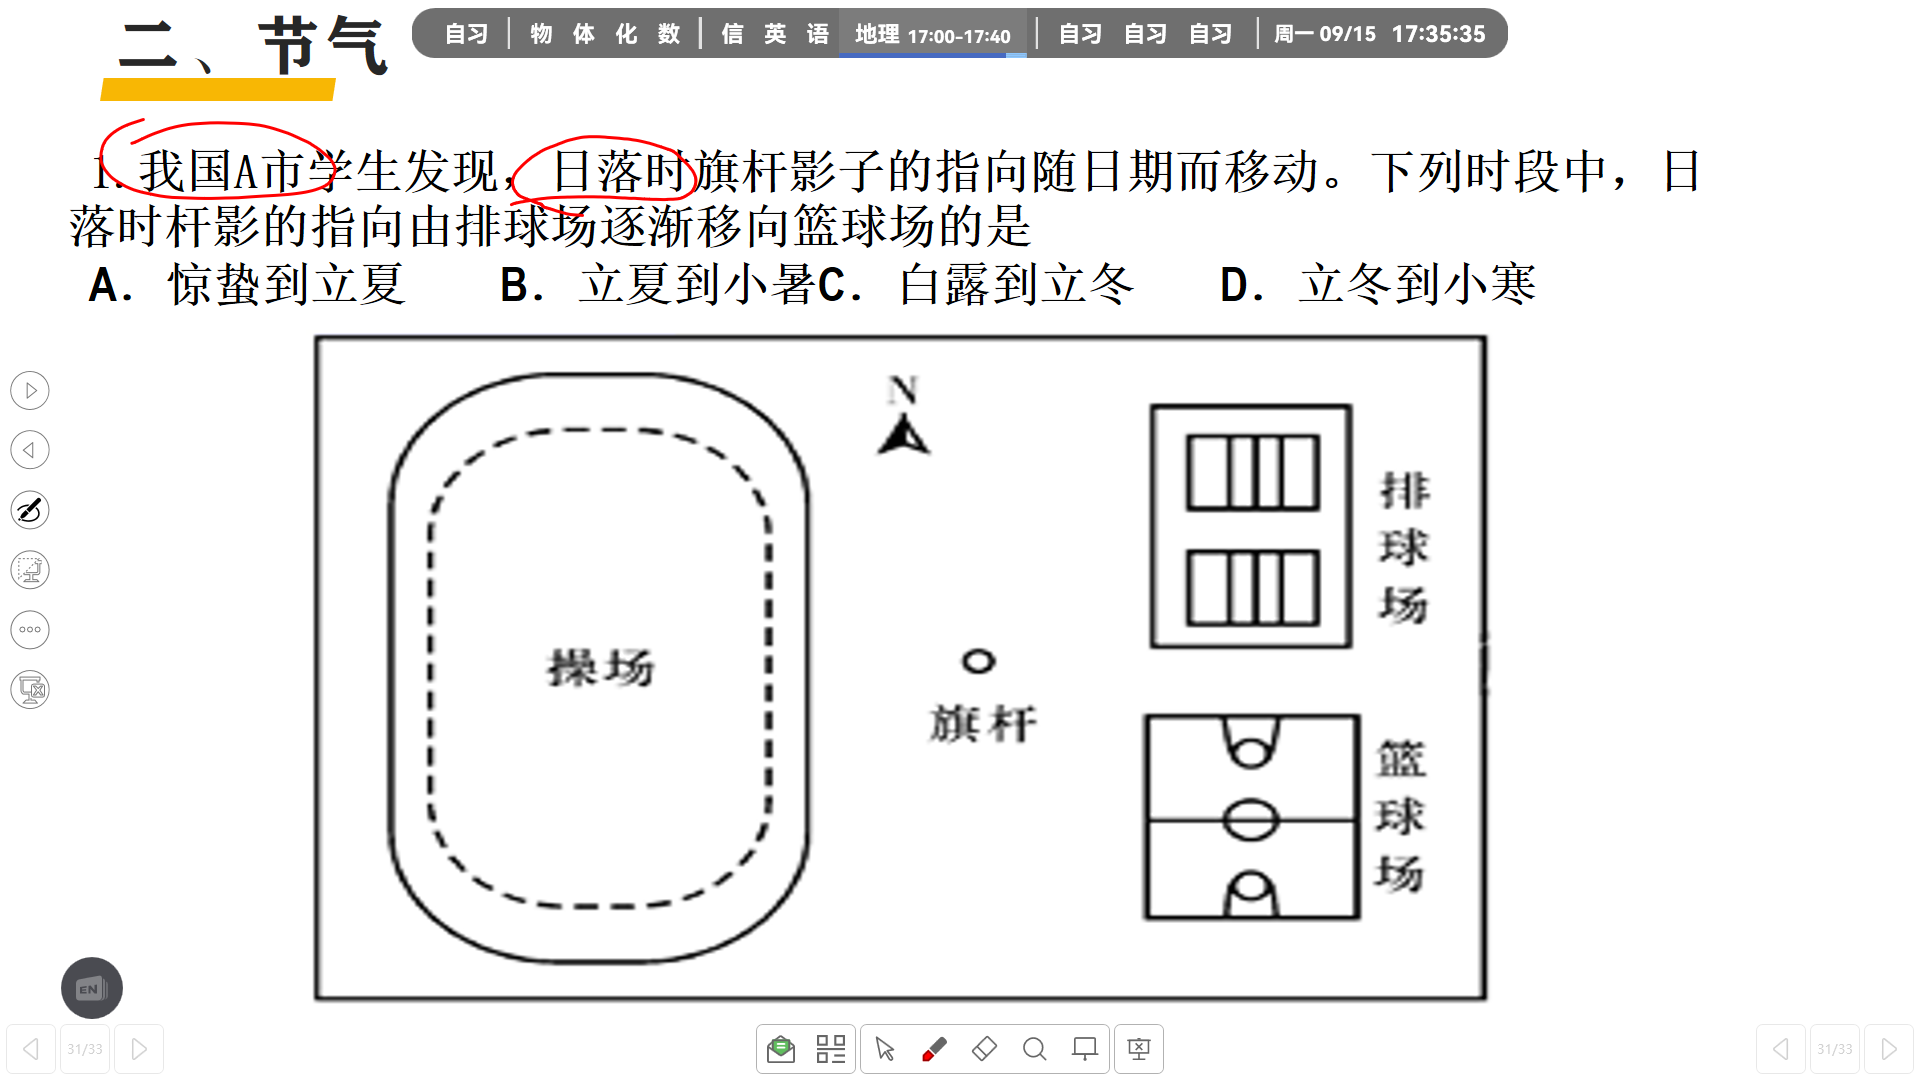 二、节气
自习 物 体 化 数 信 英 语 地理 17:00-17:40 自习 自习 自习 周一 09/15 17:35:35
1. 我国A市学生发现，日落时旗杆影子的指向随日期而移动。下列时段中，日
落时杆影的指向由排球场逐渐移向篮球场的是
A. 惊蛰到立夏 B. 立夏到小暑C. 白露到立冬 D. 立冬到小寒
N
排球场
操场
旗杆
篮球场
EN
31/33
31/33